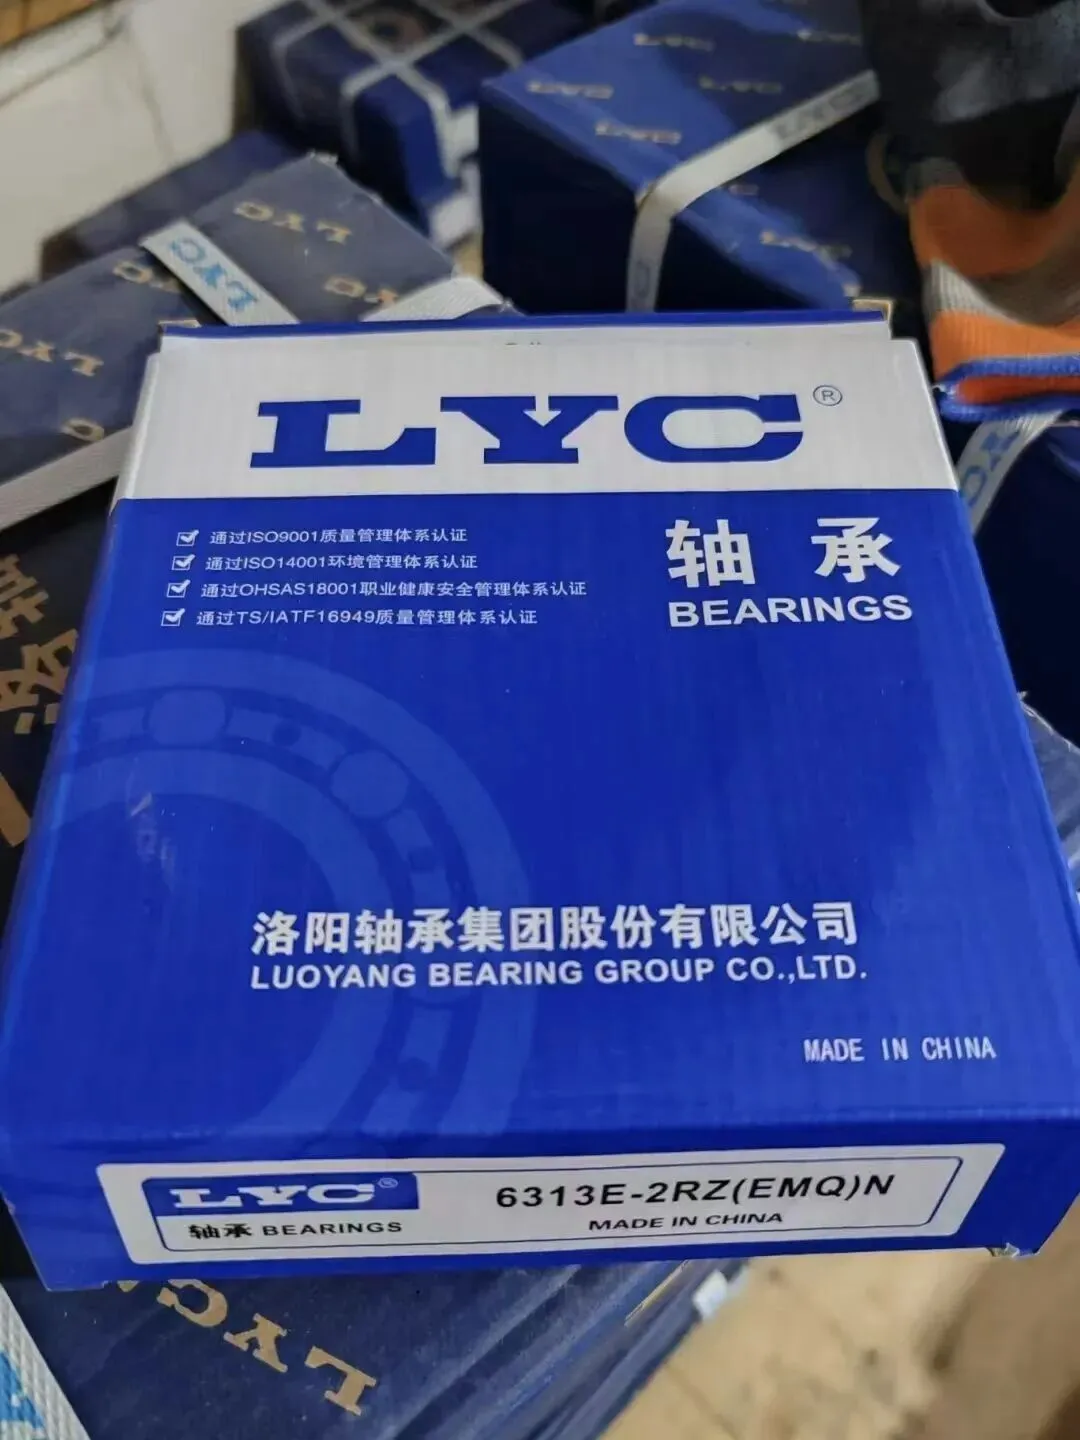 LYC
LYC
LYC
LYC
LYC®
通过ISO9001质量管理体系认证
通过ISO14001环境管理体系认证
通过OHSAS18001职业健康安全管理体系认证
通过TS/IATF16949质量管理体系认证
轴承
BEARINGS
洛阳轴承集团股份有限公司
LUOYANG BEARING GROUP CO.,LTD.
MADE IN CHINA
LYC®
轴承 BEARINGS
6313E-2RZ(EMQ)N
MADE IN CHINA
LYC